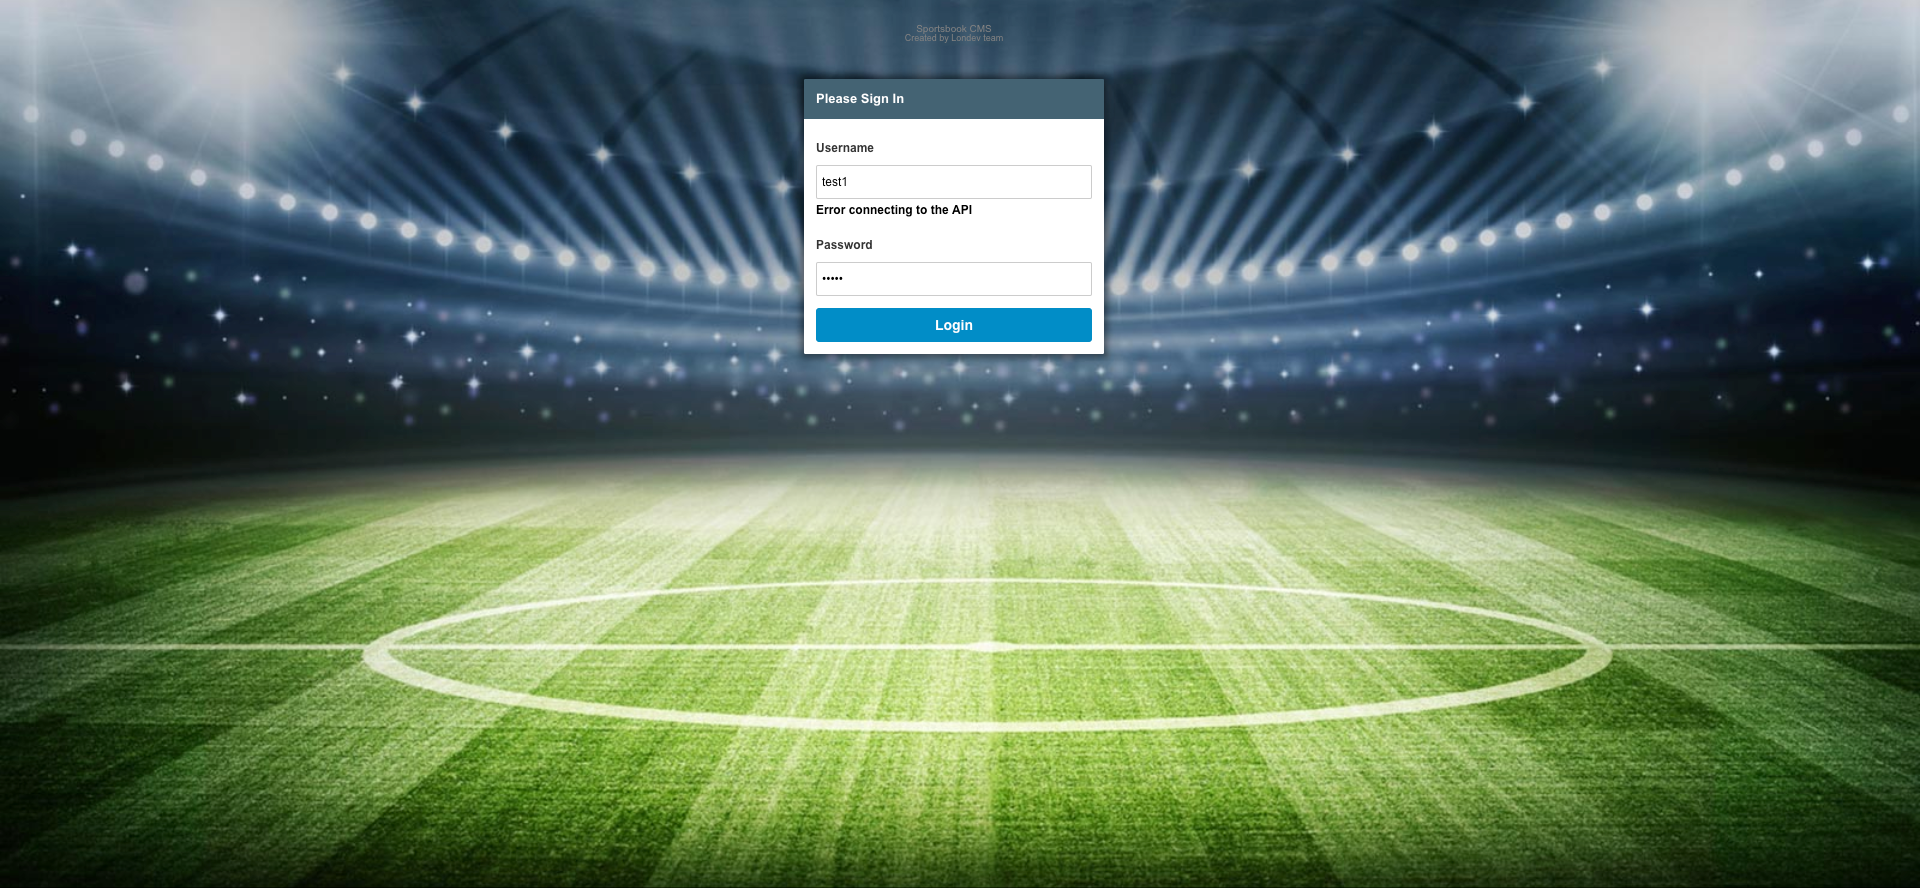 Sportsbook CMS
Created by Londev team
Please Sign In
Username
test1
Error connecting to the API
Password
•••••
Login